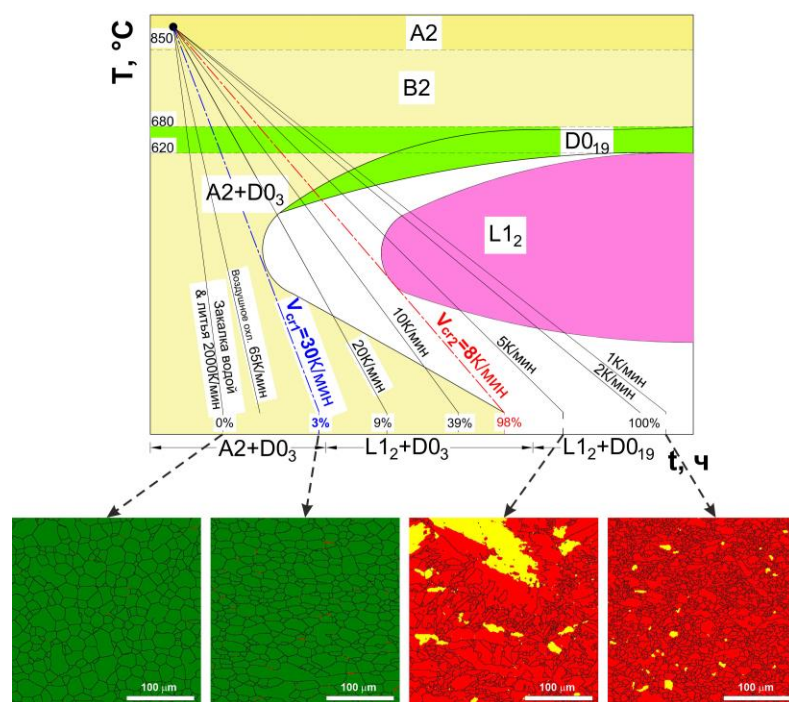 T, °C
850
680
620
A2
B2
D0₁₉
A2+D0₃
L1₂
Закалка водой
& литья 2000К/мин
Воздушное охл. 65К/мин
V_cr1=30К/мин
20К/мин
10К/мин
V_cr2=8К/мин
5К/мин
2К/мин
1К/мин
0%
3%
9%
39%
98%
100%
A2+D0₃
L1₂+D0₃
L1₂+D0₁₉
t, ч
100 μm
100 μm
100 μm
100 μm